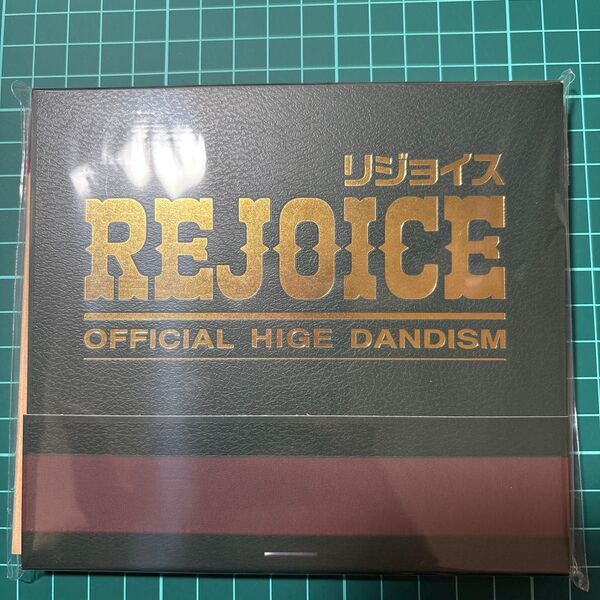 リジョイス
REJOICE
OFFICIAL HIGE DANDISM